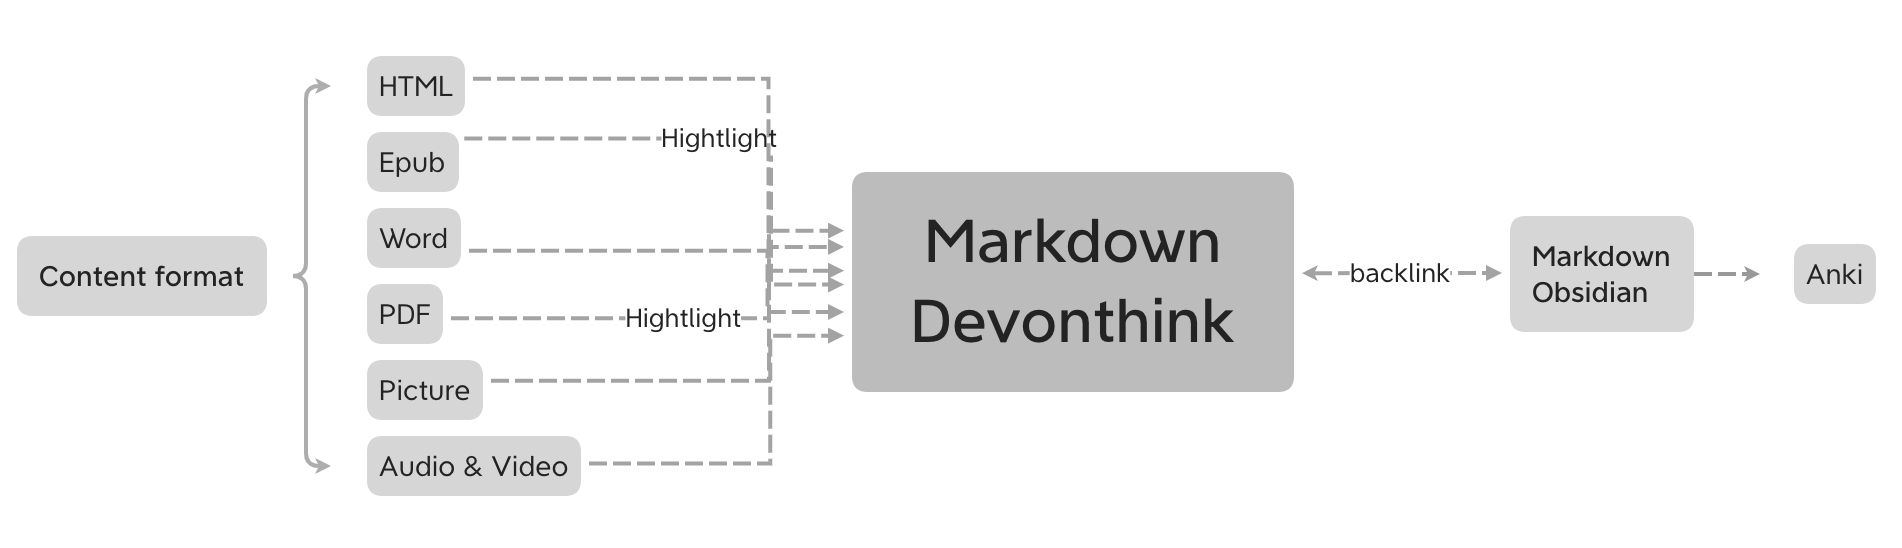 Content format
HTML
Epub
Hightlight
Word
PDF
Hightlight
Picture
Audio & Video
Markdown
Devonthink
backlink
Markdown
Obsidian
Anki